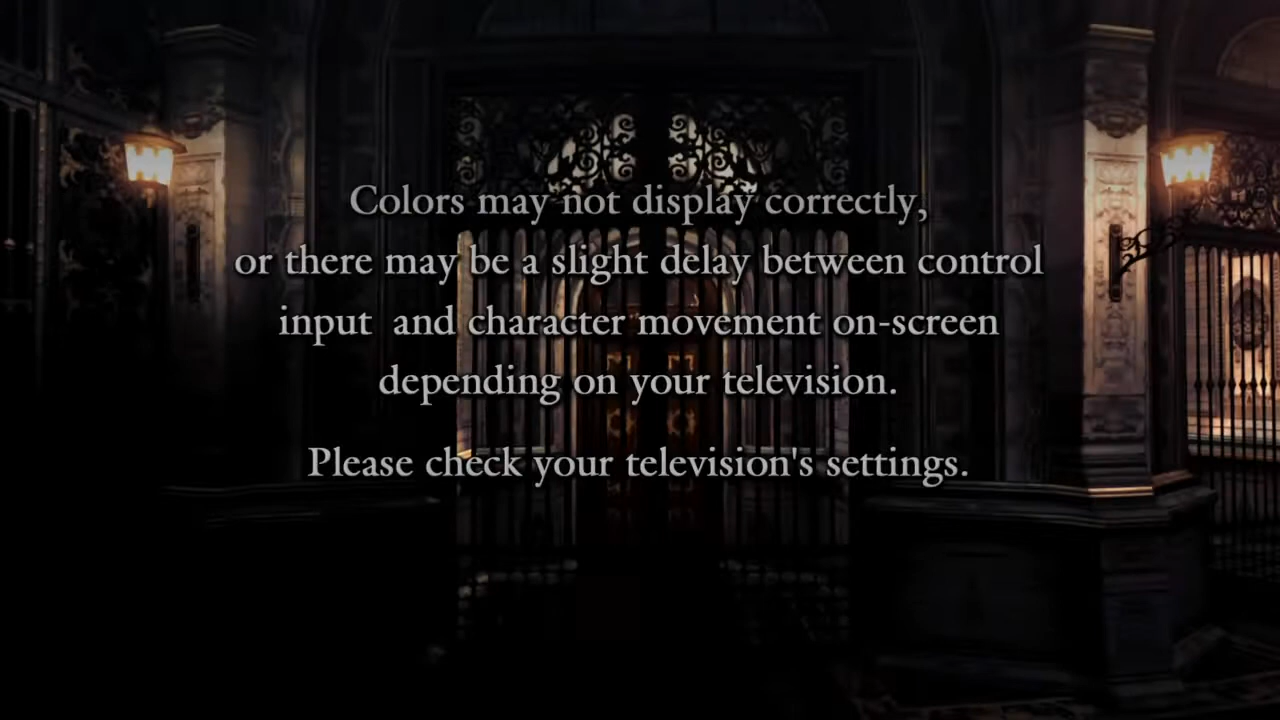 Colors may not display correctly,
or there may be a slight delay between control
input  and character movement on-screen
depending on your television.
Please check your television's settings.